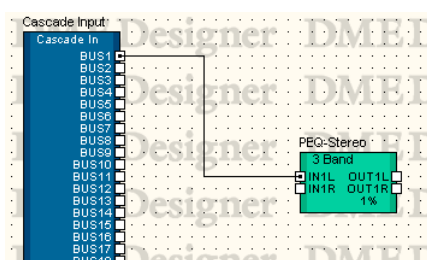 Cascade Input
Cascade In
BUS1
BUS2
BUS3
BUS4
BUS5
BUS6
BUS7
BUS8
BUS9
BUS10
BUS11
BUS12
BUS13
BUS14
BUS15
BUS16
BUS17
PEQ-Stereo
3 Band
IN1L OUT1L
IN1R OUT1R
1%
Designer DME
Designer DME
Designer DME
Designer DME
Designer DME